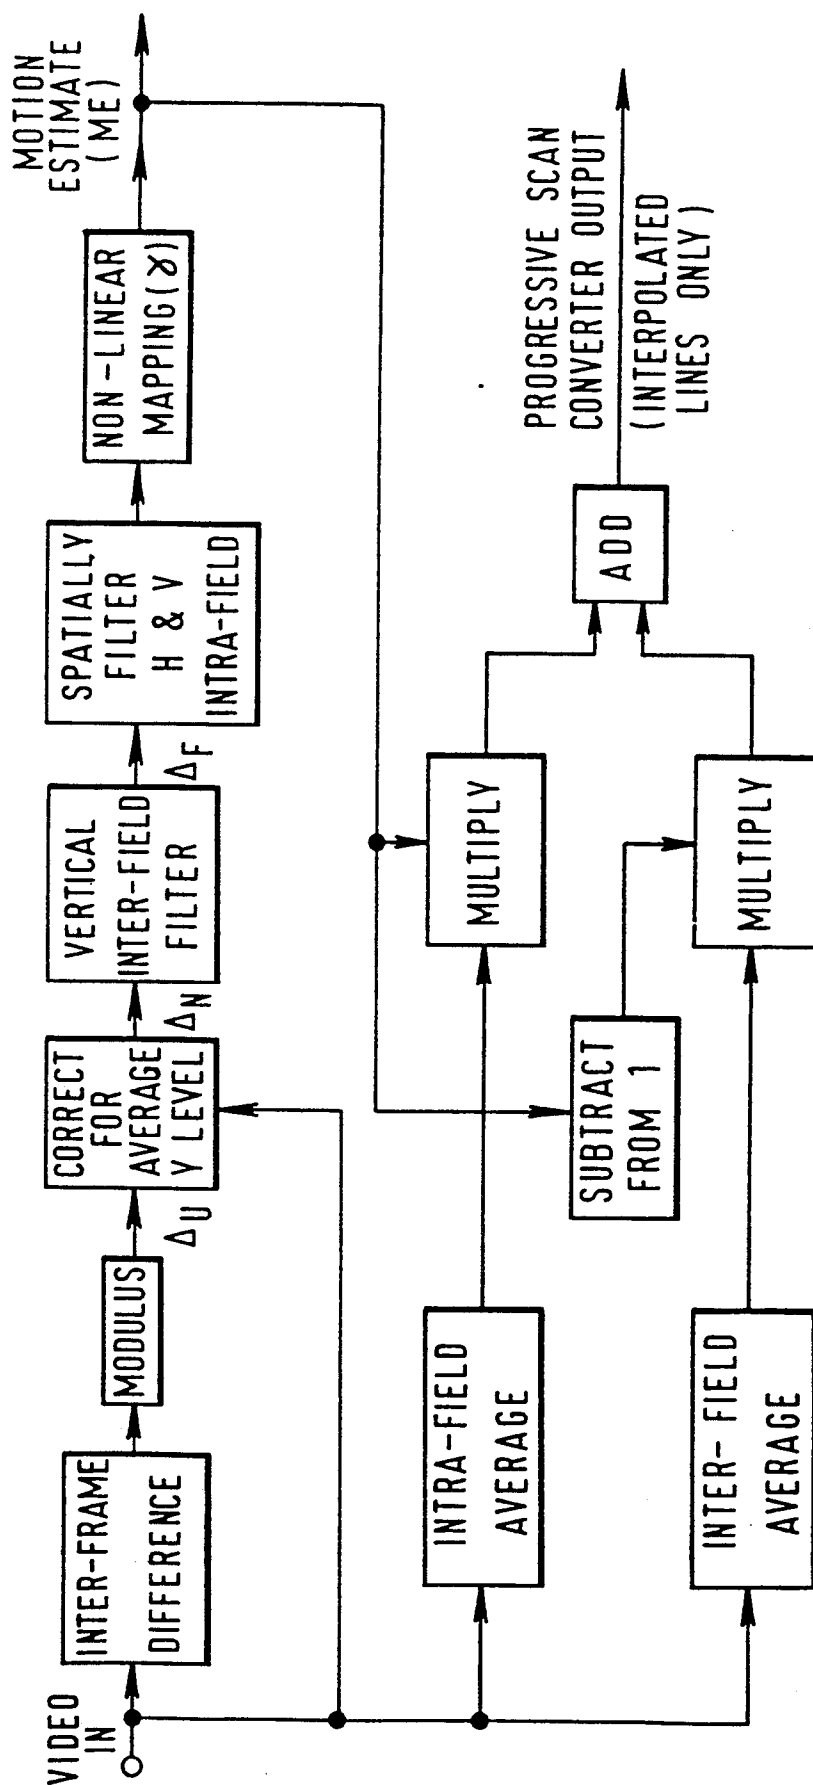 VIDEO
IN
INTER-FRAME
DIFFERENCE
MODULUS
ΔU
CORRECT
FOR
AVERAGE
Y LEVEL
ΔN
VERTICAL
INTER-FIELD
FILTER
ΔF
SPATIALLY
FILTER
H & V
INTRA-FIELD
NON-LINEAR
MAPPING(γ)
MOTION
ESTIMATE
(ME)
INTRA-FIELD
AVERAGE
MULTIPLY
SUBTRACT
FROM 1
INTER-FIELD
AVERAGE
MULTIPLY
ADD
PROGRESSIVE SCAN
CONVERTER OUTPUT
(INTERPOLATED
LINES ONLY)